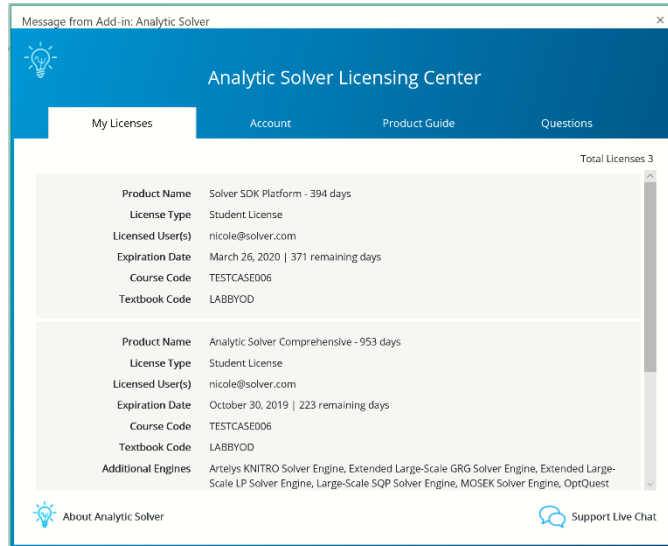 Message from Add-in: Analytic Solver
Analytic Solver Licensing Center
My Licenses Account Product Guide Questions
Total Licenses 3
Product Name Solver SDK Platform - 394 days
License Type Student License
Licensed User(s) nicole@solver.com
Expiration Date March 26, 2020 | 371 remaining days
Course Code TESTCASE006
Textbook Code LABBYOD
Product Name Analytic Solver Comprehensive - 953 days
License Type Student License
Licensed User(s) nicole@solver.com
Expiration Date October 30, 2019 | 223 remaining days
Course Code TESTCASE006
Textbook Code LABBYOD
Additional Engines Artelys KNITRO Solver Engine, Extended Large-Scale GRG Solver Engine, Extended Large-
Scale LP Solver Engine, Large-Scale SQP Solver Engine, MOSEK Solver Engine, OptQuest
About Analytic Solver Support Live Chat